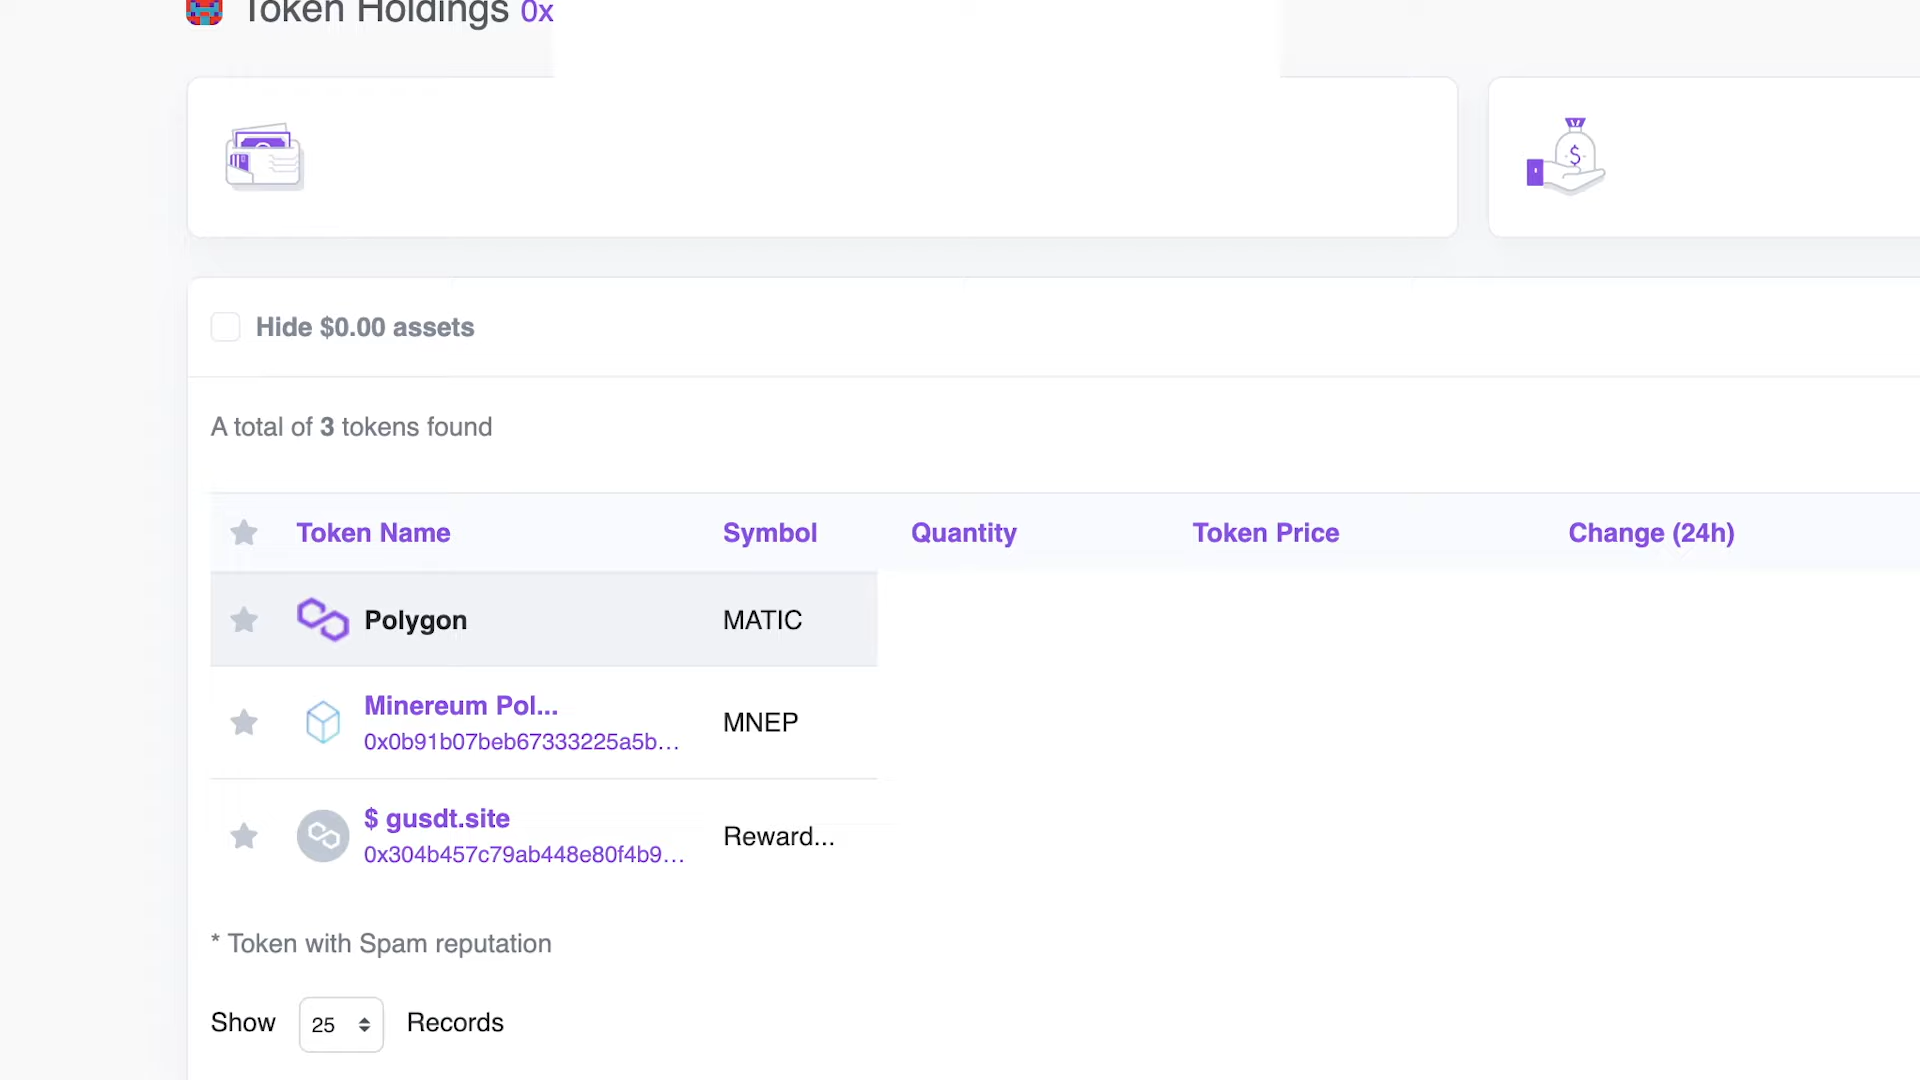 Token Holdings 0x
Hide $0.00 assets
A total of 3 tokens found
Token Name Symbol Quantity Token Price Change (24h)
Polygon MATIC
Minereum Pol...
0x0b91b07beb67333225a5b...
MNEP
$ gusdt.site
0x304b457c79ab448e80f4b9...
Reward...
* Token with Spam reputation
Show 25 Records